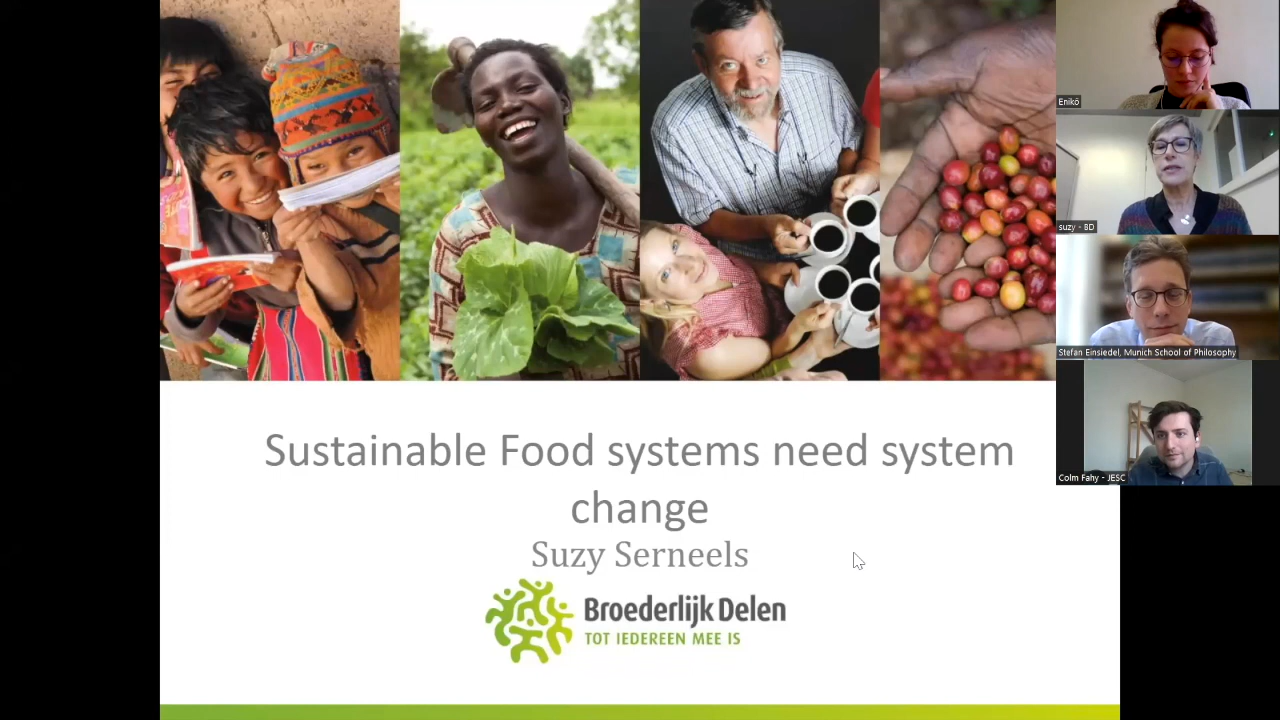 Sustainable Food systems need system
change
Suzy Serneels
Broederlijk Delen
TOT IEDEREEN MEE IS
Enikö
suzy - BD
Stefan Einsiedel, Munich School of Philosophy
Colm Fahy - JESC